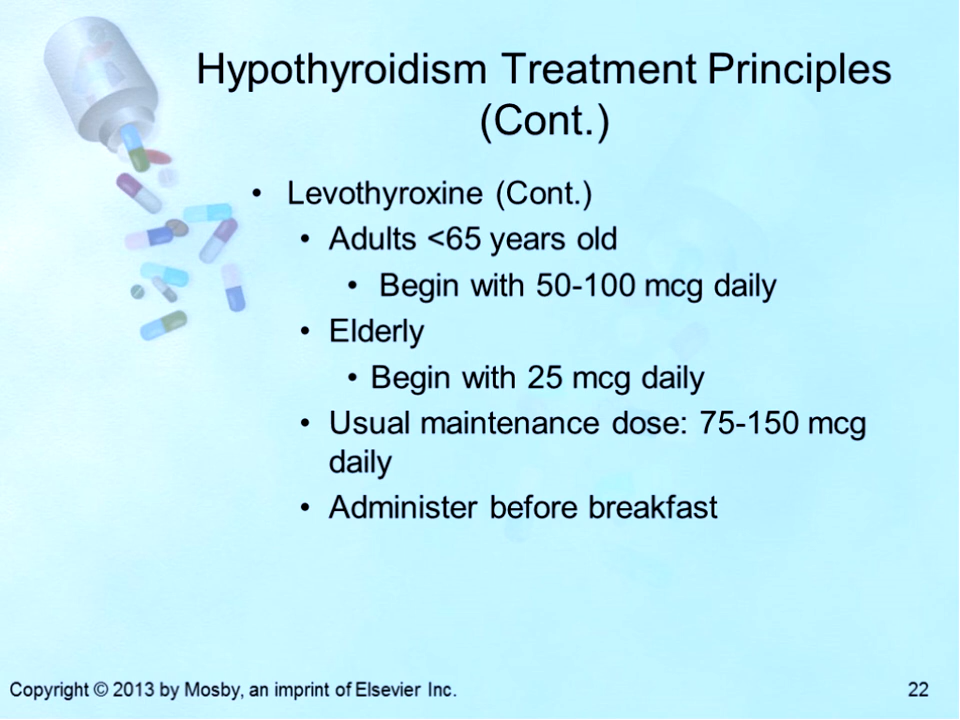 Hypothyroidism Treatment Principles
(Cont.)
• Levothyroxine (Cont.)
• Adults <65 years old
• Begin with 50-100 mcg daily
• Elderly
• Begin with 25 mcg daily
• Usual maintenance dose: 75-150 mcg
daily
• Administer before breakfast
Copyright © 2013 by Mosby, an imprint of Elsevier Inc.
22